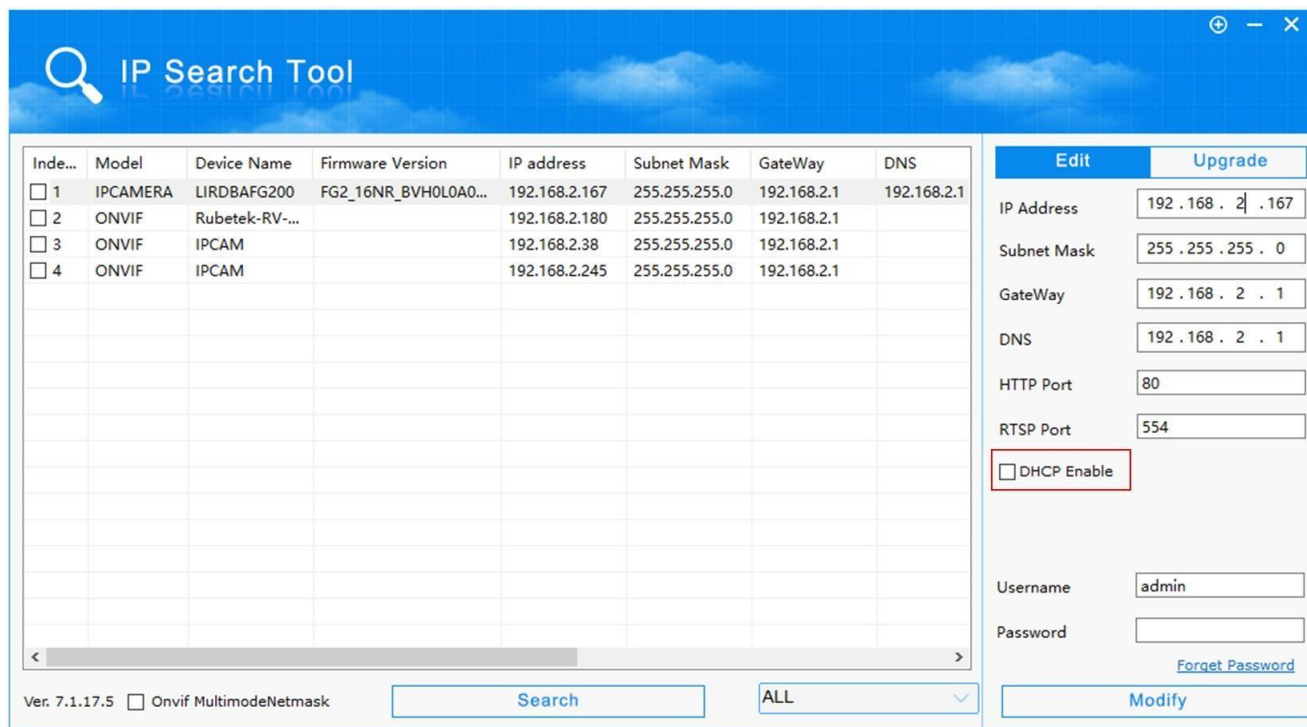 IP Search Tool
Inde... Model Device Name Firmware Version IP address Subnet Mask GateWay DNS
1 IPCAMERA LIRDBAFG200 FG2_16NR_BVH0L0A0... 192.168.2.167 255.255.255.0 192.168.2.1 192.168.2.1
2 ONVIF Rubetek-RV-... 192.168.2.180 255.255.255.0 192.168.2.1
3 ONVIF IPCAM 192.168.2.38 255.255.255.0 192.168.2.1
4 ONVIF IPCAM 192.168.2.245 255.255.255.0 192.168.2.1
Edit Upgrade
IP Address 192 . 168 . 2 . 167
Subnet Mask 255 . 255 . 255 . 0
GateWay 192 . 168 . 2 . 1
DNS 192 . 168 . 2 . 1
HTTP Port 80
RTSP Port 554
DHCP Enable
Username admin
Password
Forget Password
Ver. 7.1.17.5 Onvif MultimodeNetmask Search ALL Modify